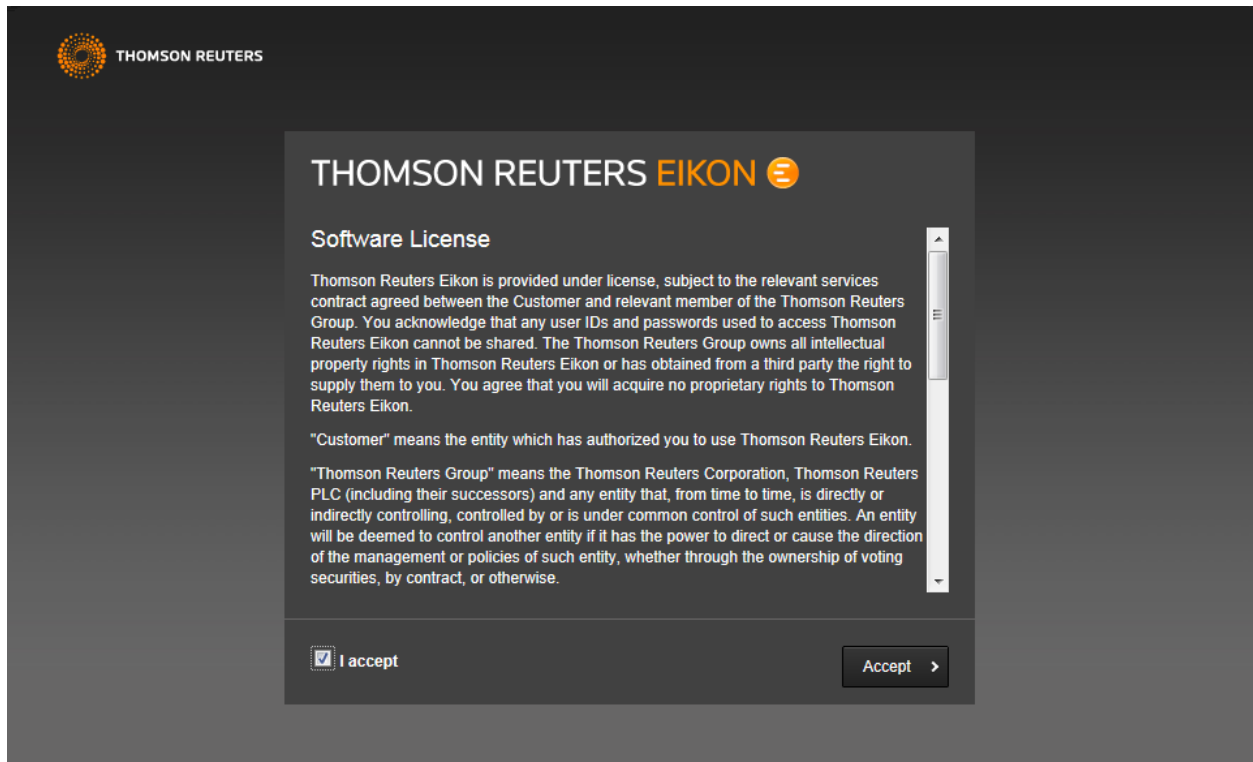 THOMSON REUTERS
THOMSON REUTERS EIKON
Software License
Thomson Reuters Eikon is provided under license, subject to the relevant services
contract agreed between the Customer and relevant member of the Thomson Reuters
Group. You acknowledge that any user IDs and passwords used to access Thomson
Reuters Eikon cannot be shared. The Thomson Reuters Group owns all intellectual
property rights in Thomson Reuters Eikon or has obtained from a third party the right to
supply them to you. You agree that you will acquire no proprietary rights to Thomson
Reuters Eikon.
"Customer" means the entity which has authorized you to use Thomson Reuters Eikon.
"Thomson Reuters Group" means the Thomson Reuters Corporation, Thomson Reuters
PLC (including their successors) and any entity that, from time to time, is directly or
indirectly controlling, controlled by or is under common control of such entities. An entity
will be deemed to control another entity if it has the power to direct or cause the direction
of the management or policies of such entity, whether through the ownership of voting
securities, by contract, or otherwise.
I accept
Accept